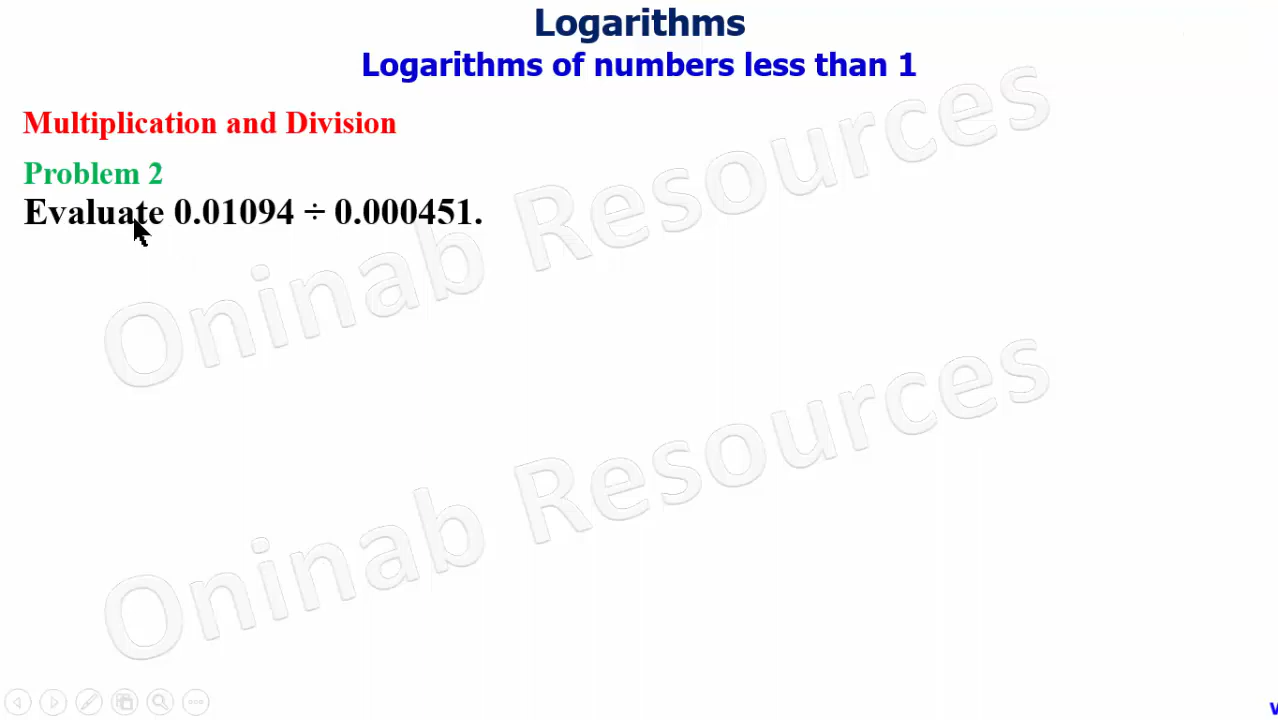 Logarithms
Logarithms of numbers less than 1
Multiplication and Division
Problem 2
Evaluate 0.01094 ÷ 0.000451.
Oninab Resources
Oninab Resources